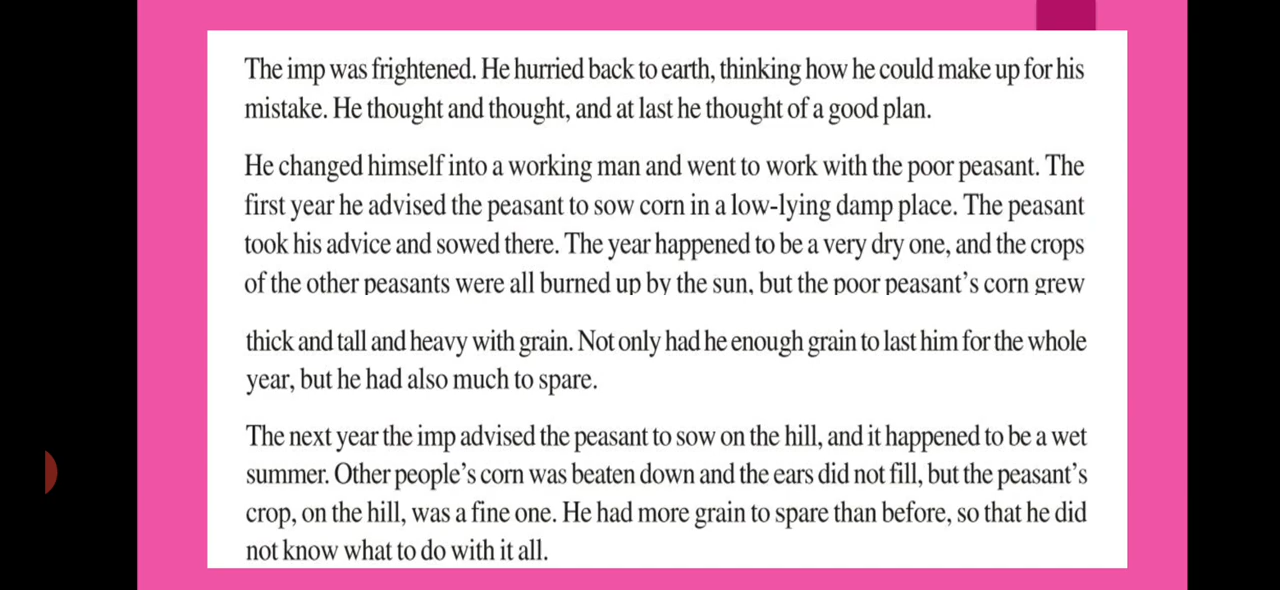 The imp was frightened. He hurried back to earth, thinking how he could make up for his
mistake. He thought and thought, and at last he thought of a good plan.
He changed himself into a working man and went to work with the poor peasant. The
first year he advised the peasant to sow corn in a low-lying damp place. The peasant
took his advice and sowed there. The year happened to be a very dry one, and the crops
of the other peasants were all burned up by the sun, but the poor peasant's corn grew
thick and tall and heavy with grain. Not only had he enough grain to last him for the whole
year, but he had also much to spare.
The next year the imp advised the peasant to sow on the hill, and it happened to be a wet
summer. Other people's corn was beaten down and the ears did not fill, but the peasant's
crop, on the hill, was a fine one. He had more grain to spare than before, so that he did
not know what to do with it all.